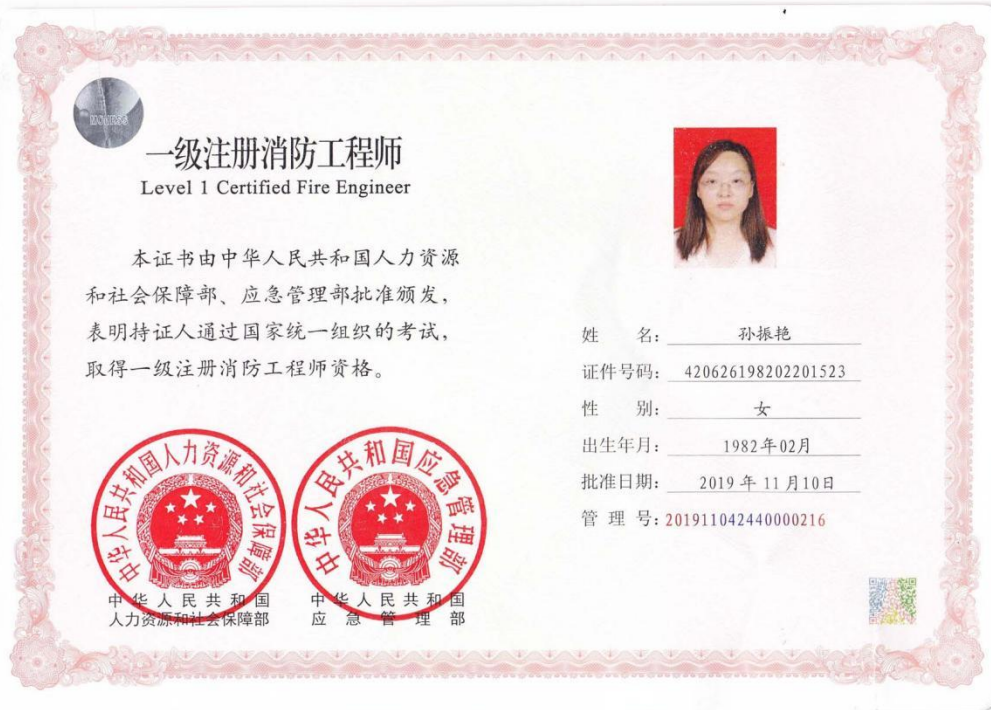 一级注册消防工程师
Level 1 Certified Fire Engineer
本证书由中华人民共和国人力资源
和社会保障部、应急管理部批准颁发，
表明持证人通过国家统一组织的考试，
取得一级注册消防工程师资格。
中华人民共和国人力资源和社会保障部
中华人民共和国应急管理部
中华人民共和国
人力资源和社会保障部
中华人民共和国
应急管理部
姓 名： 孙振艳
证件号码： 420626198202201523
性 别： 女
出生年月： 1982年02月
批准日期： 2019 年 11 月10日
管 理 号：201911042440000216